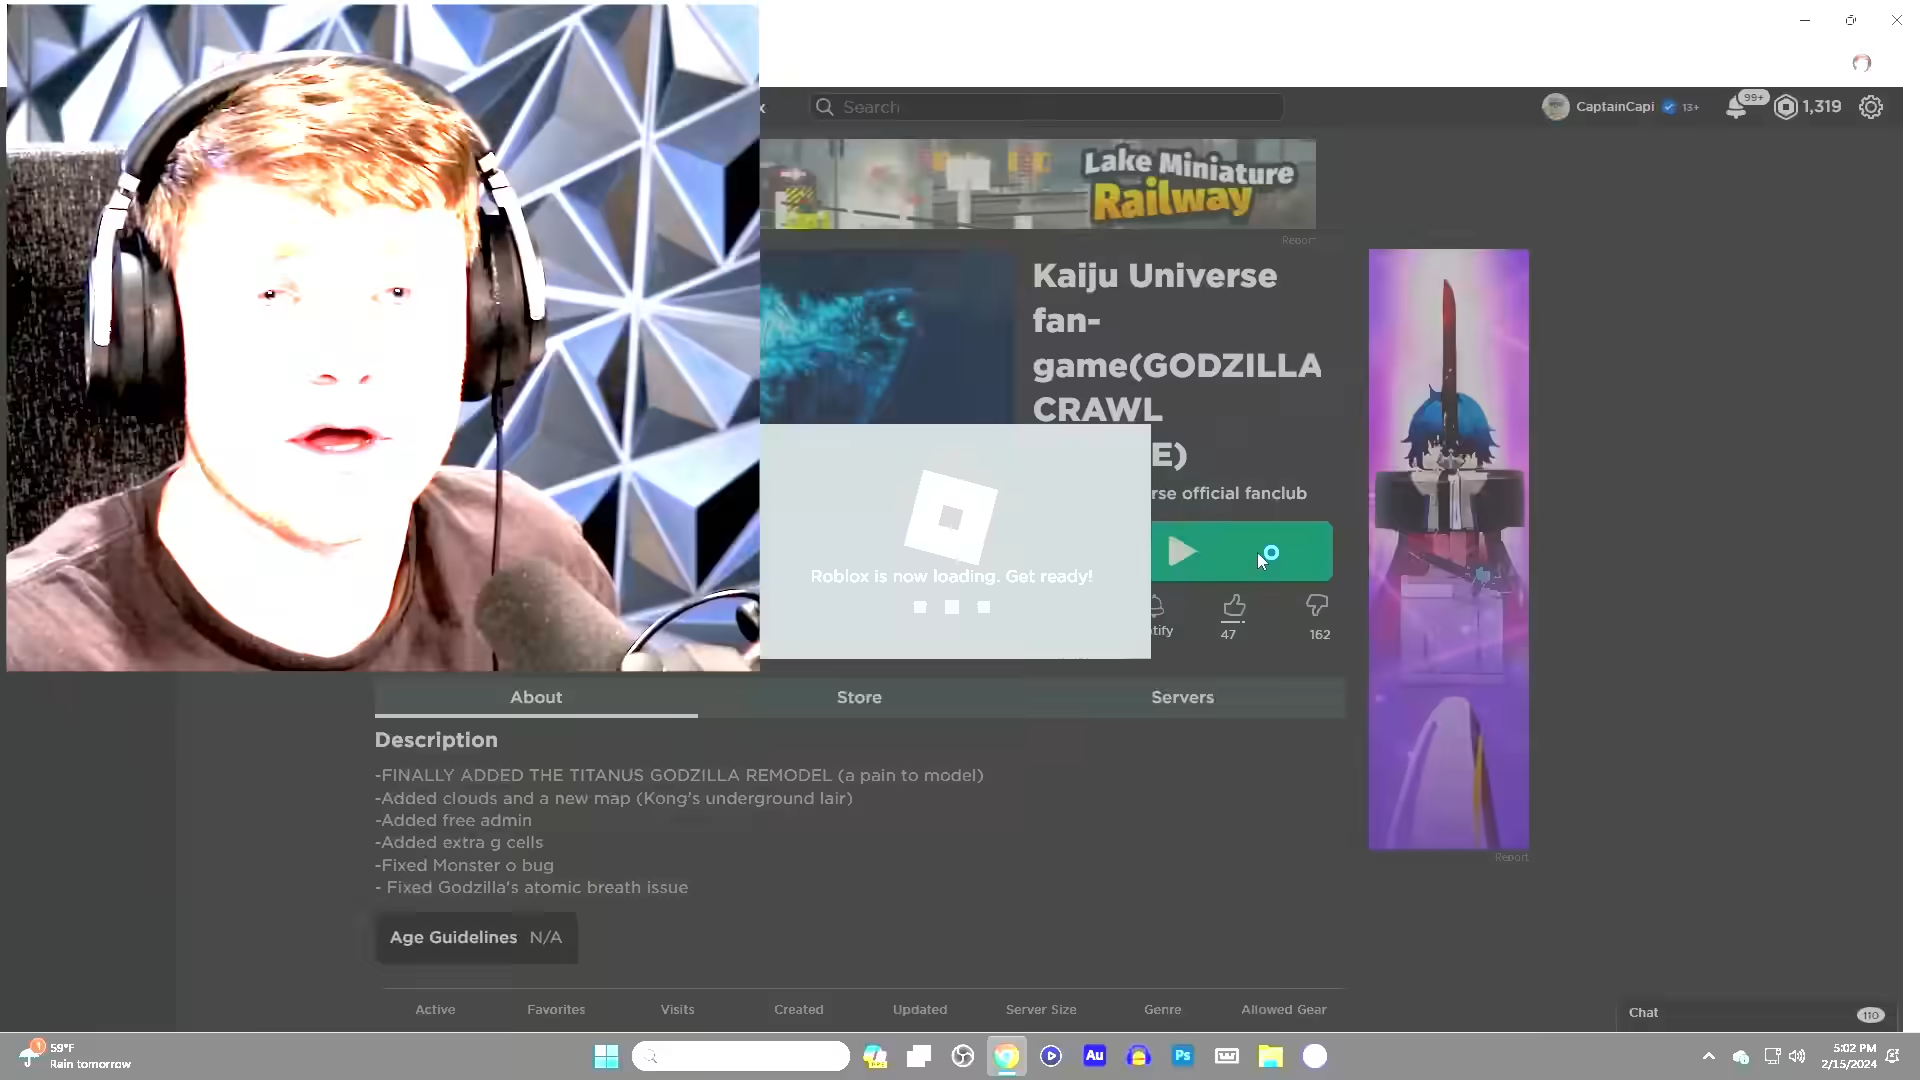 Search
CaptainCapi 13+
99+
1,319
Lake Miniature
Railway
Report
Kaiju Universe
fan-
game(GODZILLA
CRAWL
E)
rse official fanclub
Roblox is now loading. Get ready!
tify
47
162
About
Store
Servers
Description
-FINALLY ADDED THE TITANUS GODZILLA REMODEL (a pain to model)
-Added clouds and a new map (Kong's underground lair)
-Added free admin
-Added extra g cells
-Fixed Monster o bug
- Fixed Godzilla's atomic breath issue
Report
Age Guidelines N/A
Active
Favorites
Visits
Created
Updated
Server Size
Genre
Allowed Gear
Chat
110
1
59°F
Rain tomorrow
Au
Ps
5:02 PM
2/15/2024